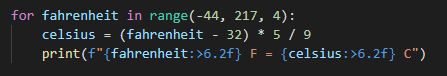 for fahrenheit in range(-44, 217, 4):
    celsius = (fahrenheit - 32) * 5 / 9
    print(f"{fahrenheit:>6.2f} F = {celsius:>6.2f} C")